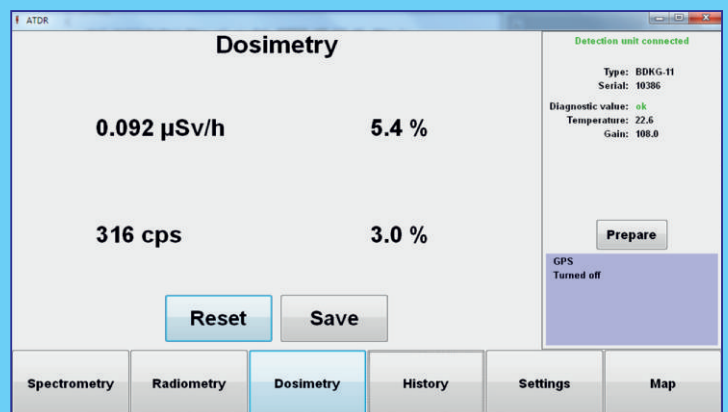 ATDR
Dosimetry
0.092 µSv/h 5.4 %
316 cps 3.0 %
Reset Save
Detection unit connected
Type: BDKG-11
Serial: 10386
Diagnostic value: ok
Temperature: 22.6
Gain: 108.0
Prepare
GPS
Turned off
Spectrometry Radiometry Dosimetry History Settings Map